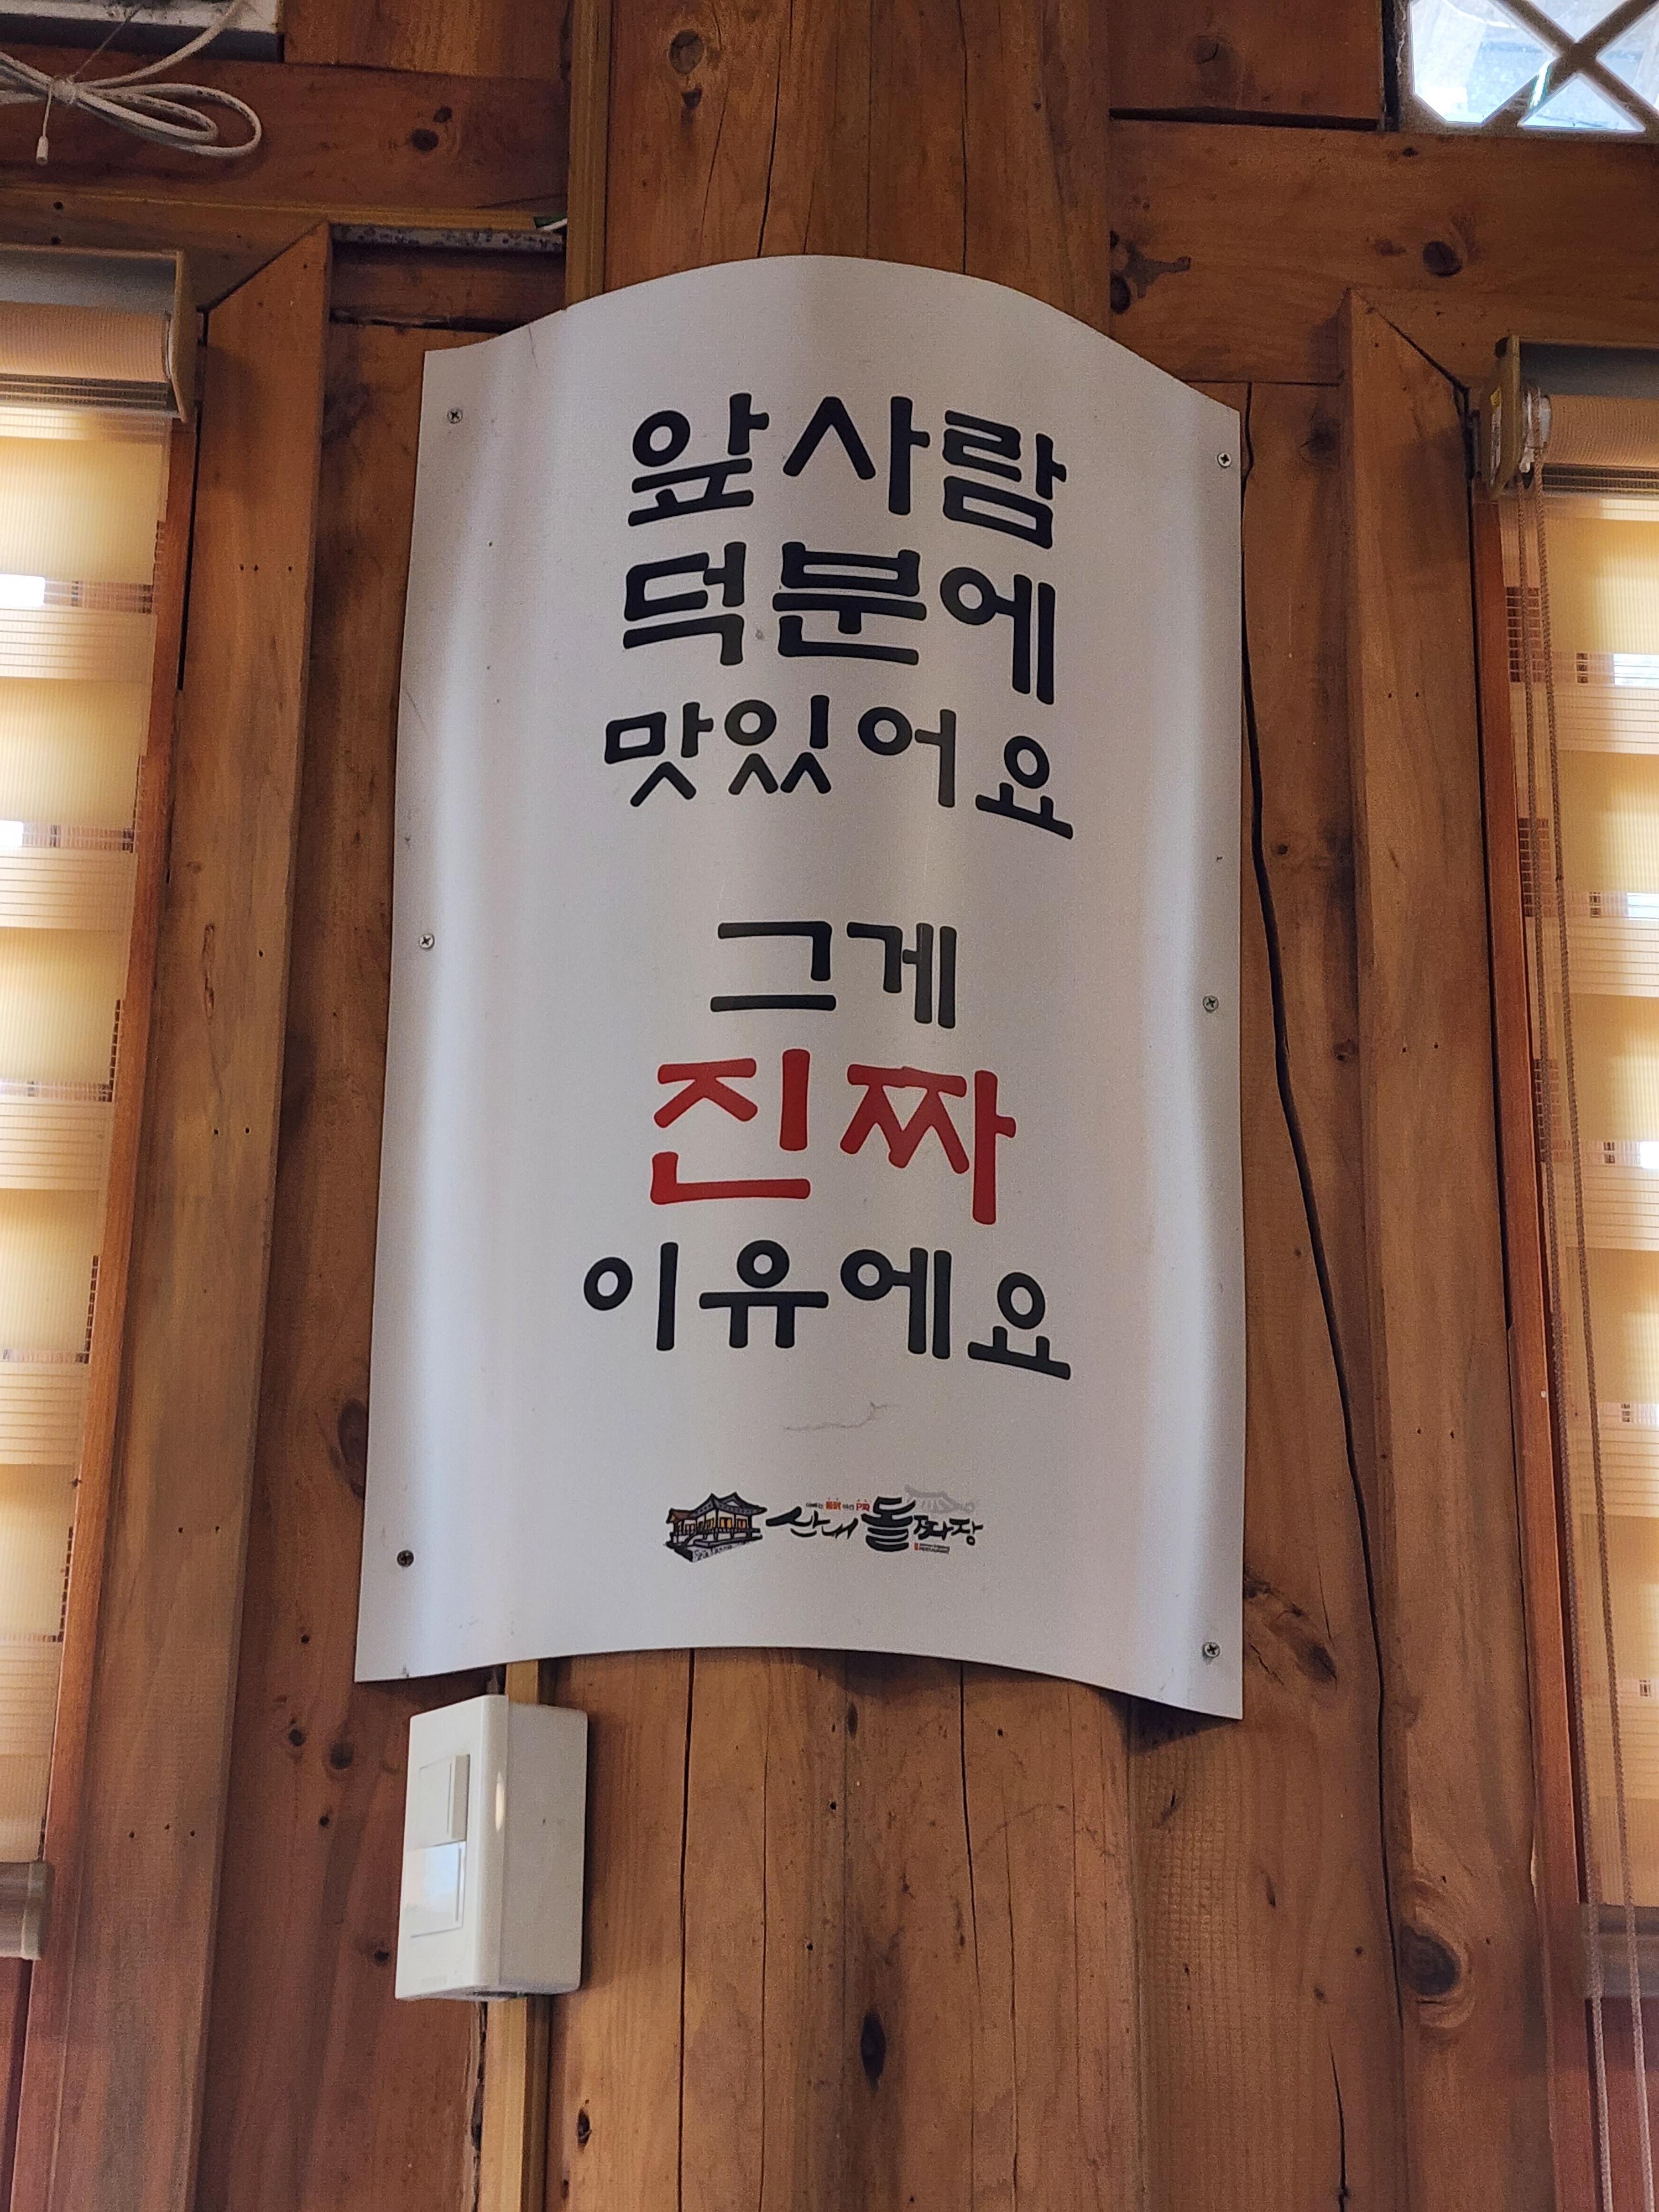 앞사람
덕분에
맛있어요
그게
진짜
이유에요
산내돌짜장